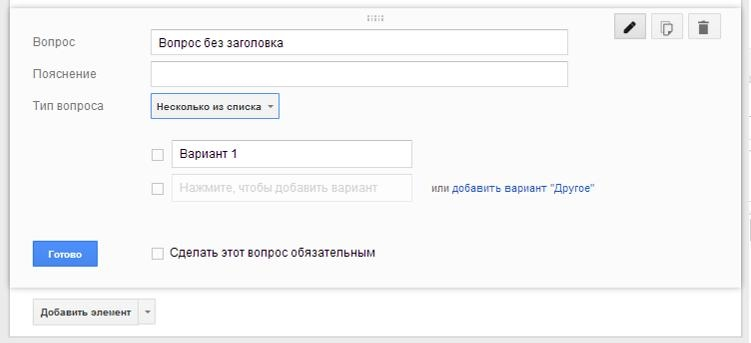 Вопрос
Вопрос без заголовка
Пояснение
Тип вопроса
Несколько из списка
Вариант 1
Нажмите, чтобы добавить вариант
или добавить вариант "Другое"
Готово
Сделать этот вопрос обязательным
Добавить элемент